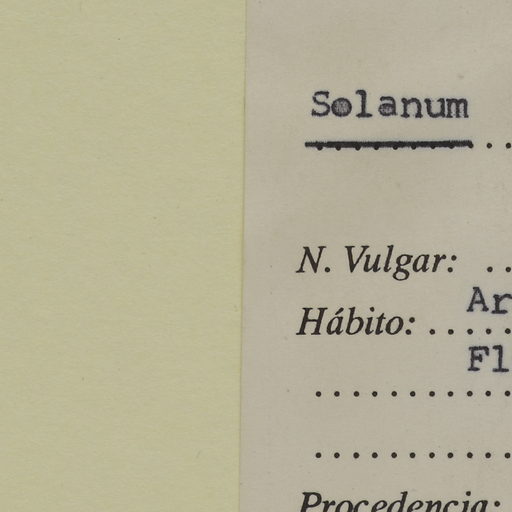 Solanum
N. Vulgar:
Ar
Hábito:
Fl
Procedencia: